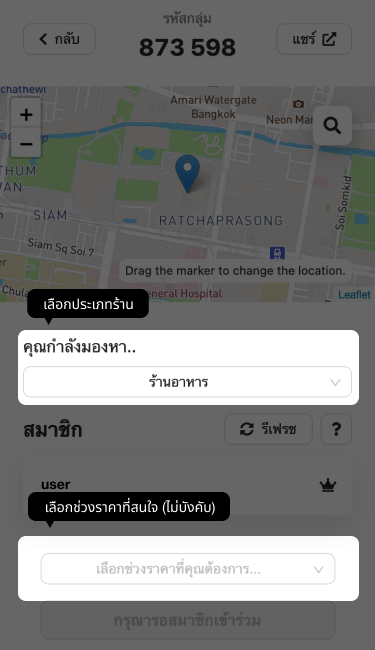 รหัสกลุ่ม
กลับ
873 598
แชร์
chathewi
Amari Watergate
Bangkok
Neon Mar
+
−
THUM
WAN
SIAM
RATCHAPRASONG
Soi Somkid
Siam Sq Soi 7
Drag the marker to change the location.
er
Chula
General Hospital
Leaflet
เลือกประเภทร้าน
คุณกำลังมองหา..
ร้านอาหาร
สมาชิก
รีเฟรช
?
user
เลือกช่วงราคาที่สนใจ (ไม่บังคับ)
เลือกช่วงราคาที่คุณต้องการ...
กรุณารอสมาชิกเข้าร่วม